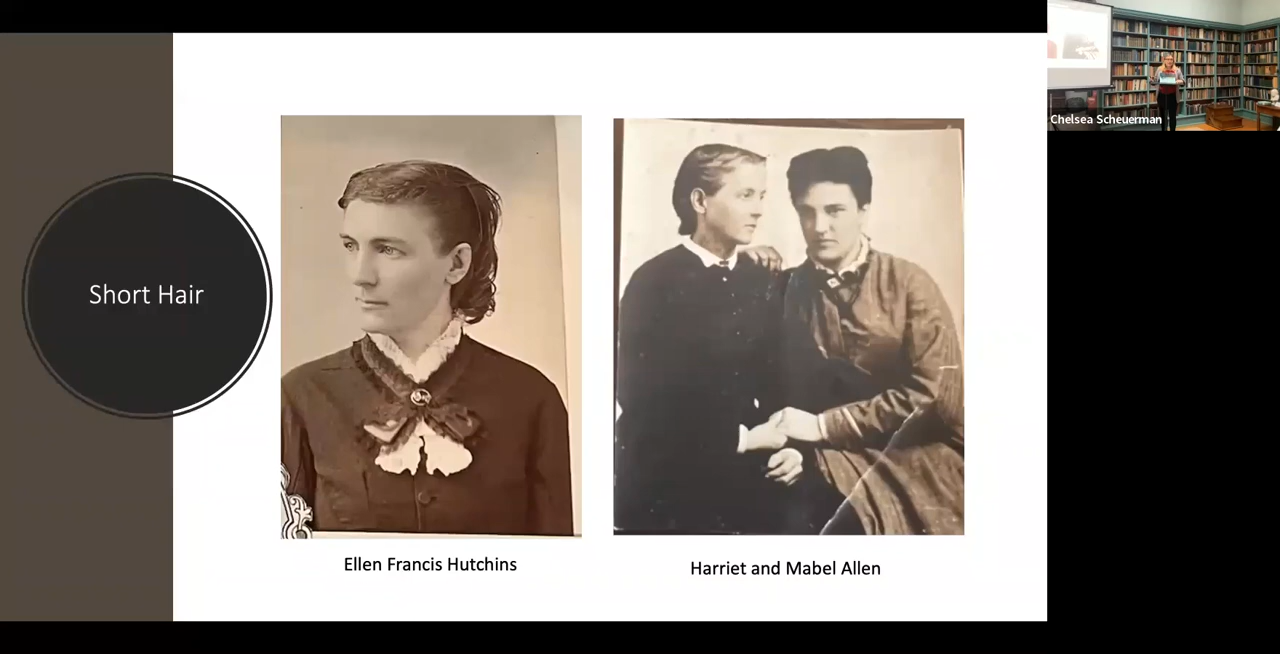 Short Hair
Ellen Francis Hutchins
Harriet and Mabel Allen
Chelsea Scheuerman